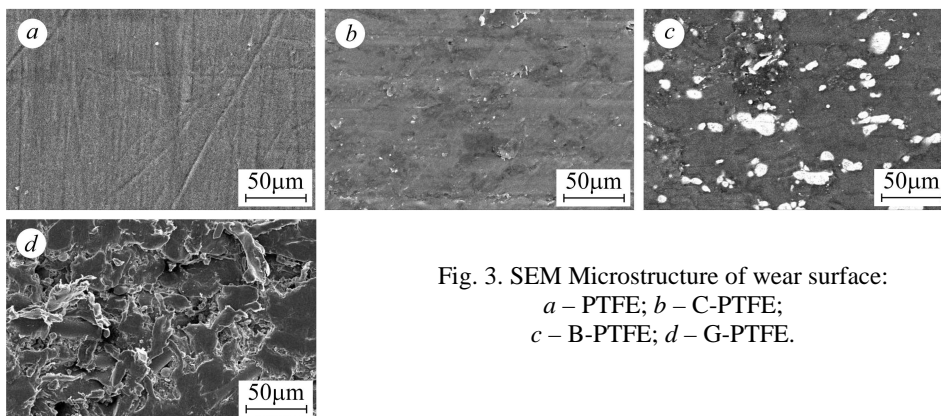 a
b
c
50μm
50μm
50μm
d
50μm
Fig. 3. SEM Microstructure of wear surface:
a – PTFE; b – C-PTFE;
c – B-PTFE; d – G-PTFE.